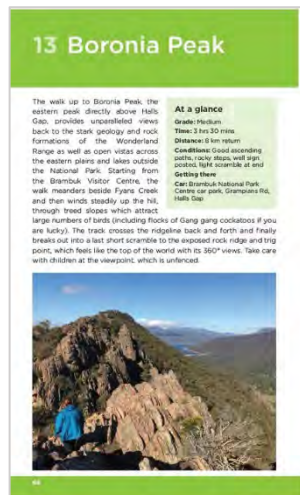 13 Boronia Peak
The walk up to Boronia Peak, the
eastern peak directly above Halls
Gap, provides unparalleled views
back to the stark geology and rock
formations of the Wonderland
Range as well as open vistas across
the eastern plains and lakes outside
the National Park. Starting from
the Brambuk Visitor Centre, the
walk meanders beside Fyans Creek
and then winds steadily up the hill,
through treed slopes which attract
large numbers of birds (including flocks of Gang gang cockatoos if you
are lucky). The track crosses the ridgeline back and forth and finally
breaks out into a last short scramble to the exposed rock ridge and trig
point, which feels like the top of the world with its 360° views. Take care
with children at the viewpoint, which is unfenced.
At a glance
Grade: Medium
Time: 3 hrs 30 mins
Distance: 8 km return
Conditions: Good ascending
paths, rocky steps, well sign
posted, light scramble at end
Getting there
Car: Brambuk National Park
Centre car park, Grampians Rd,
Halls Gap